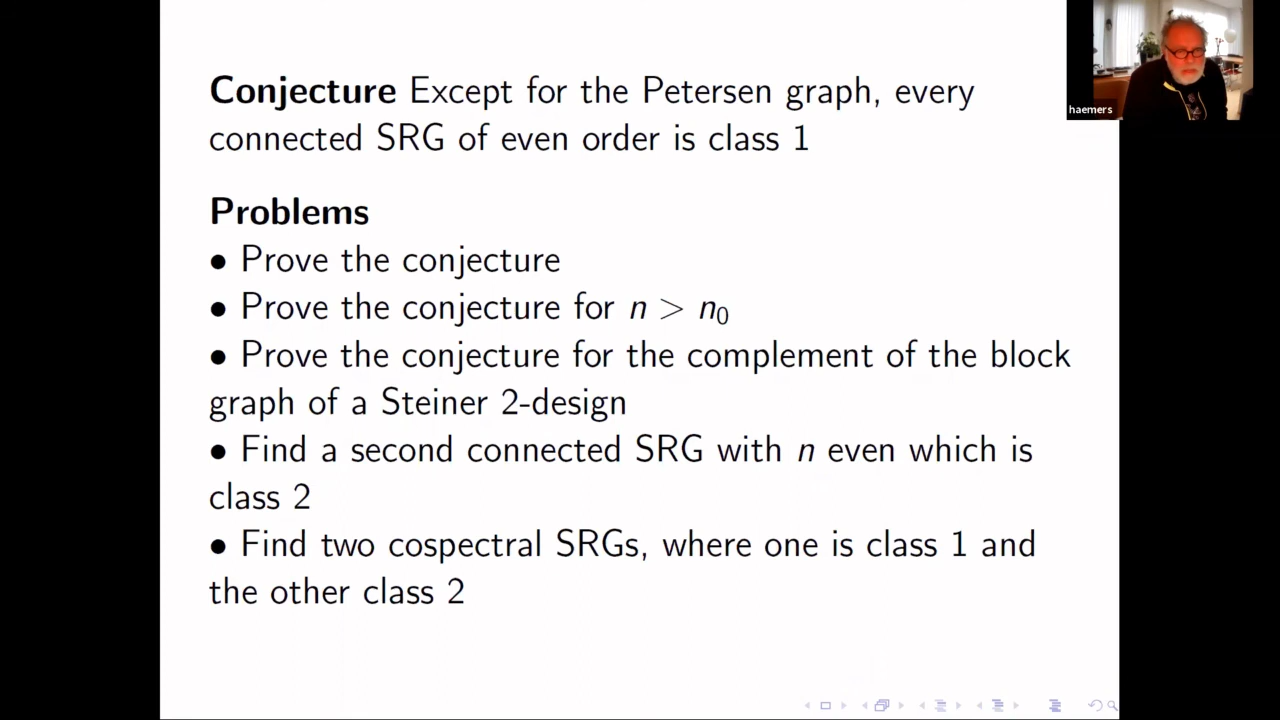 Conjecture Except for the Petersen graph, every
connected SRG of even order is class 1
Problems
• Prove the conjecture
• Prove the conjecture for n > n₀
• Prove the conjecture for the complement of the block
graph of a Steiner 2-design
• Find a second connected SRG with n even which is
class 2
• Find two cospectral SRGs, where one is class 1 and
the other class 2
haemers